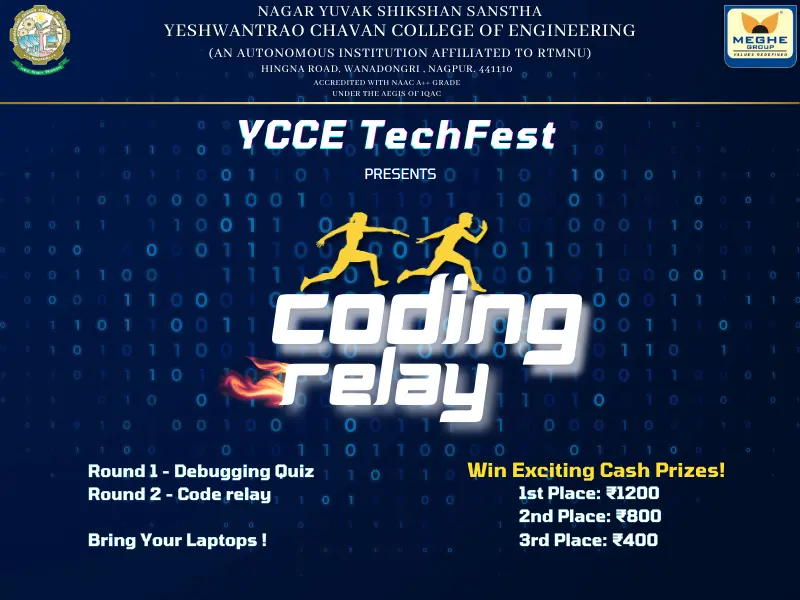 NAGAR YUVAK SHIKSHAN SANSTHA
YESHWANTRAO CHAVAN COLLEGE OF ENGINEERING
(AN AUTONOMOUS INSTITUTION AFFILIATED TO RTMNU)
HINGNA ROAD, WANADONGRI , NAGPUR, 441110
ACCREDITED WITH NAAC A++ GRADE
UNDER THE AEGIS OF IQAC
MEGHE
GROUP
VALUES REDEFINED
YCCE TechFest
PRESENTS
coding
relay
Round 1 - Debugging Quiz
Round 2 - Code relay
Bring Your Laptops !
Win Exciting Cash Prizes!
1st Place: ₹1200
2nd Place: ₹800
3rd Place: ₹400